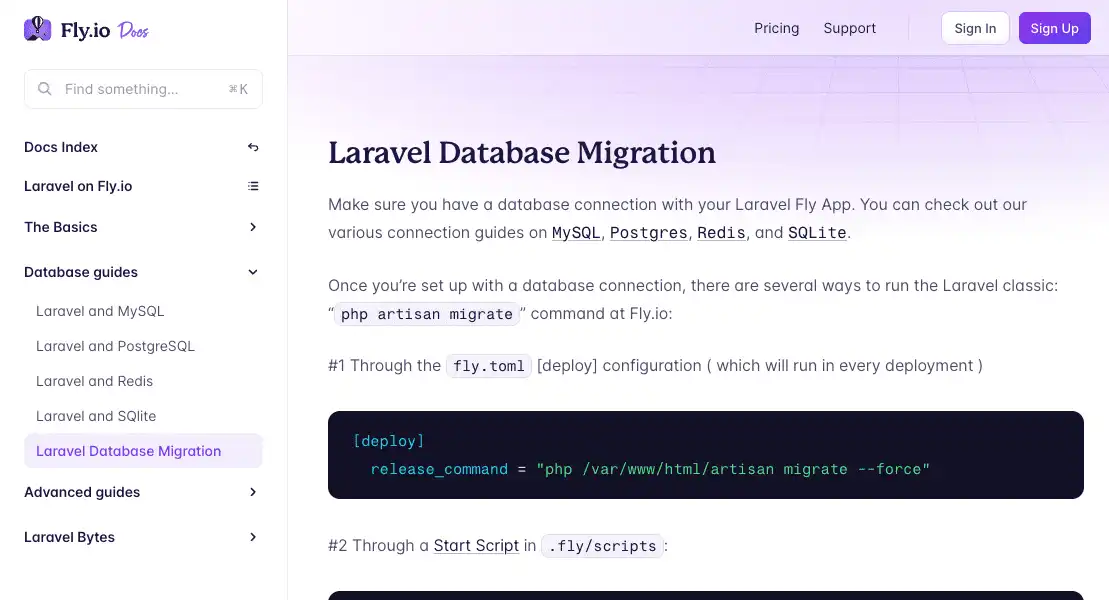 Fly.io Docs
Pricing
Support
Sign In
Sign Up
Find something...
⌘K
Docs Index
Laravel on Fly.io
The Basics
Database guides
Laravel and MySQL
Laravel and PostgreSQL
Laravel and Redis
Laravel and SQlite
Laravel Database Migration
Advanced guides
Laravel Bytes
Laravel Database Migration
Make sure you have a database connection with your Laravel Fly App. You can check out our
various connection guides on MySQL, Postgres, Redis, and SQLite.
Once you’re set up with a database connection, there are several ways to run the Laravel classic:
“php artisan migrate” command at Fly.io:
#1 Through the fly.toml [deploy] configuration ( which will run in every deployment )
[deploy]
release_command = "php /var/www/html/artisan migrate --force"
#2 Through a Start Script in .fly/scripts: